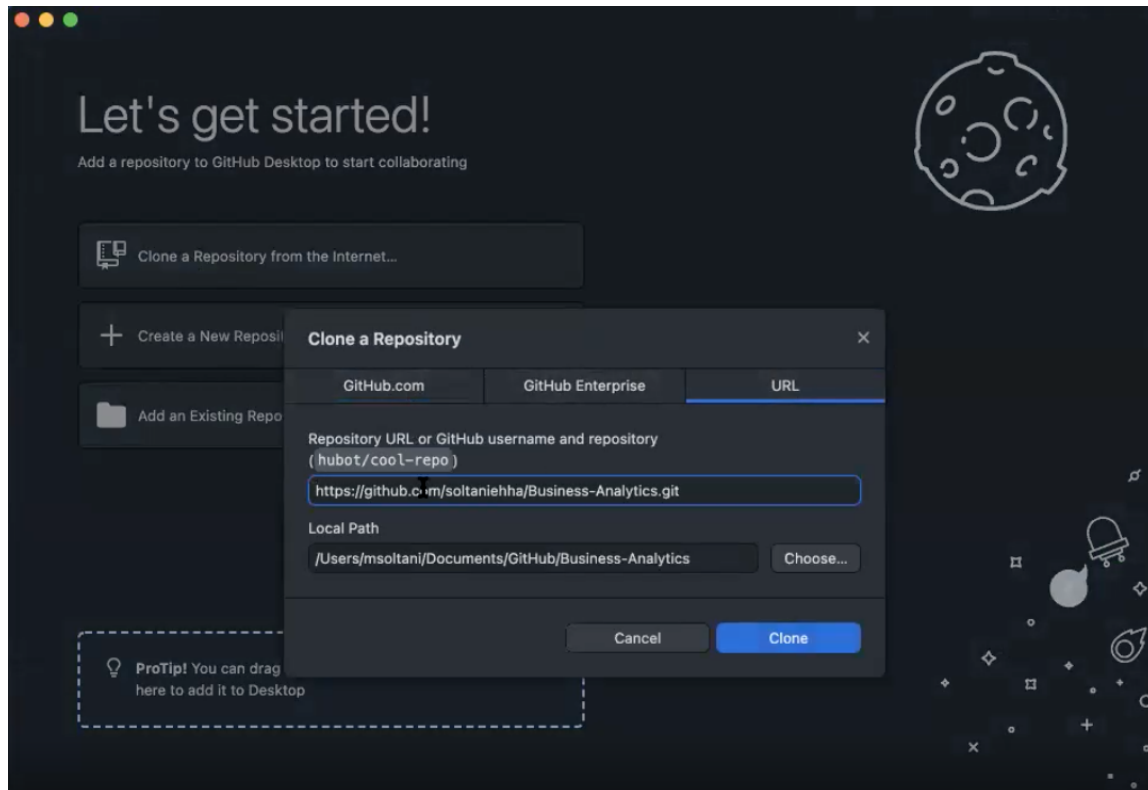 Let's get started!
Add a repository to GitHub Desktop to start collaborating
Clone a Repository from the Internet...
Create a New Reposi
Add an Existing Repo
Clone a Repository
GitHub.com
GitHub Enterprise
URL
Repository URL or GitHub username and repository
(hubot/cool-repo)
https://github.com/soltaniehha/Business-Analytics.git
Local Path
/Users/msoltani/Documents/GitHub/Business-Analytics
Choose...
Cancel
Clone
ProTip! You can drag
here to add it to Desktop